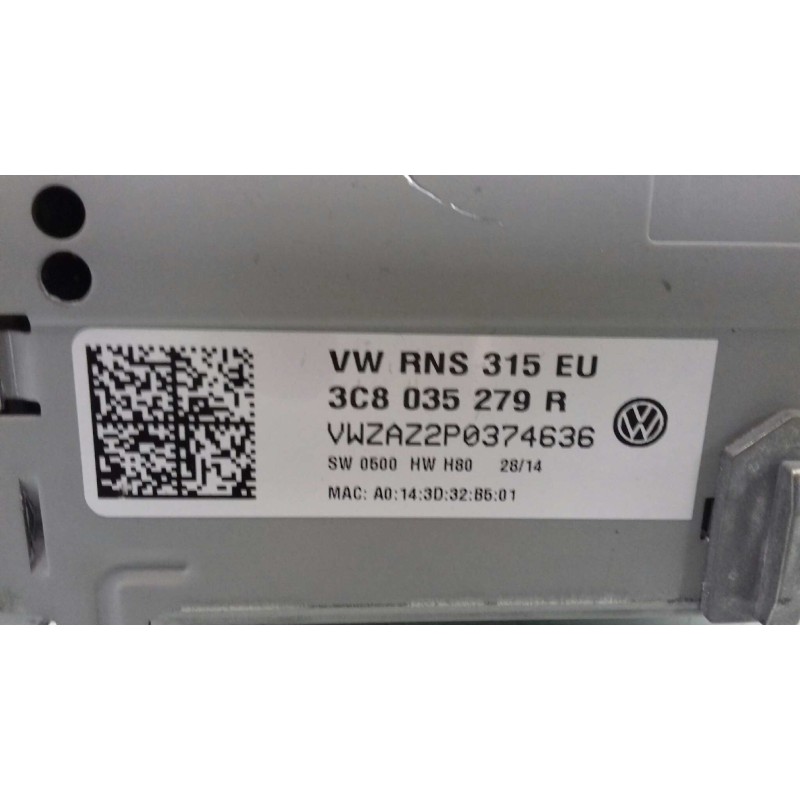 VW RNS 315 EU
3C8 035 279 R
VWZAZ2P0374636
SW 0500 HW H80 28/14
MAC: A0:14:3D:32:B5:01